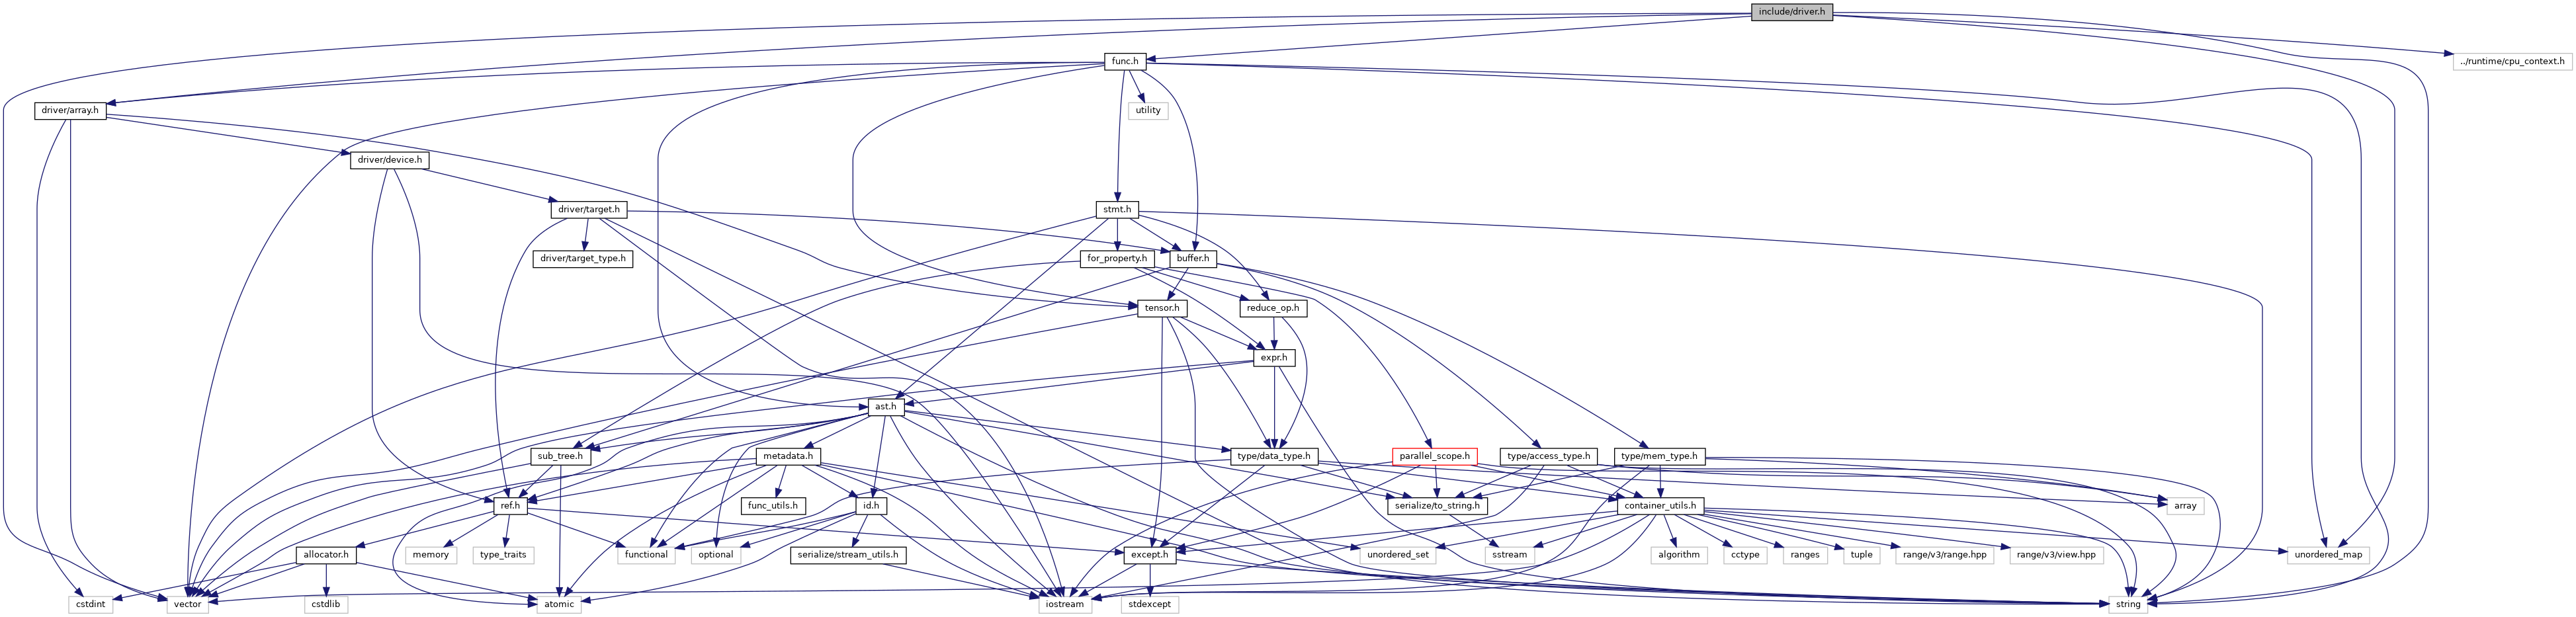 include/driver.h
func.h
../runtime/cpu_context.h
driver/array.h
utility
driver/device.h
driver/target.h
stmt.h
driver/target_type.h
for_property.h
buffer.h
tensor.h
reduce_op.h
expr.h
ast.h
sub_tree.h
metadata.h
type/data_type.h
parallel_scope.h
type/access_type.h
type/mem_type.h
ref.h
func_utils.h
id.h
serialize/to_string.h
container_utils.h
array
allocator.h
memory
type_traits
functional
optional
serialize/stream_utils.h
except.h
unordered_set
sstream
algorithm
cctype
ranges
tuple
range/v3/range.hpp
range/v3/view.hpp
unordered_map
cstdint
vector
cstdlib
atomic
iostream
stdexcept
string